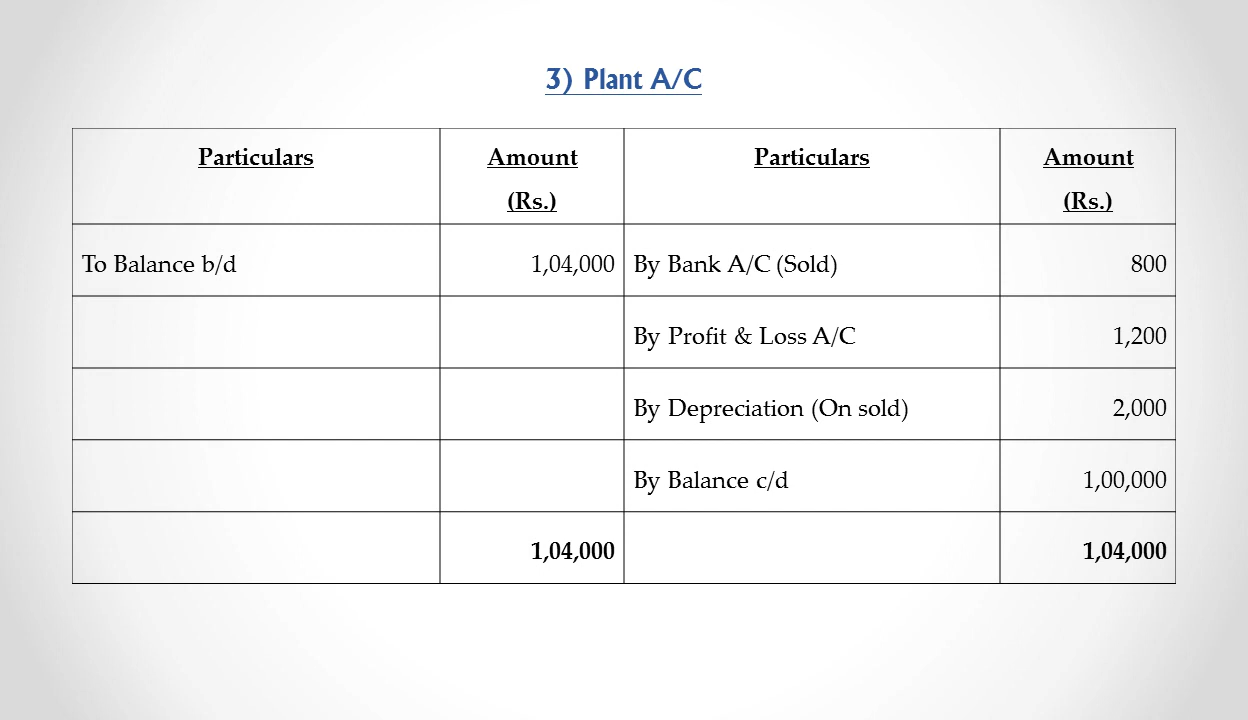 3) Plant A/C
Particulars Amount Particulars Amount
(Rs.) (Rs.)
To Balance b/d 1,04,000 By Bank A/C (Sold) 800
By Profit & Loss A/C 1,200
By Depreciation (On sold) 2,000
By Balance c/d 1,00,000
1,04,000 1,04,000